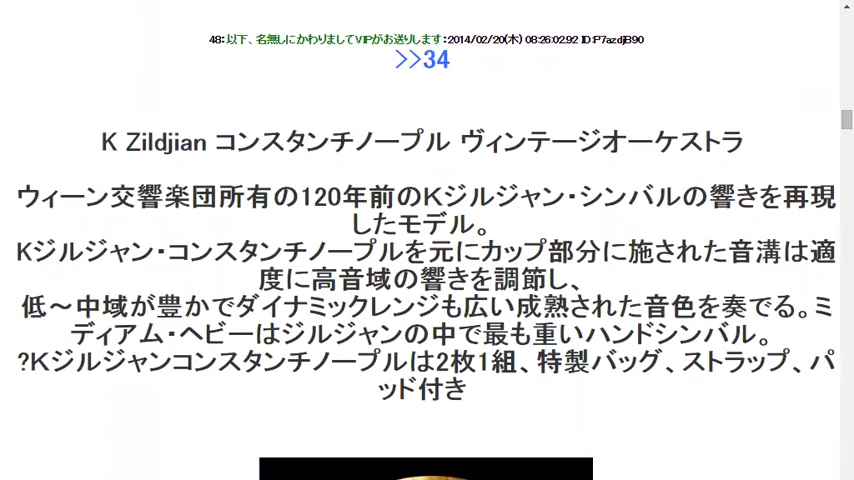 48：以下、名無しにかわりましてVIPがお送りします：2014/02/20(木) 08:26:02.92 ID:P7azdjB90
>>34
K Zildjian コンスタンチノープル ヴィンテージオーケストラ
ウィーン交響楽団所有の120年前のKジルジャン・シンバルの響きを再現
したモデル。
Kジルジャン・コンスタンチノープルを元にカップ部分に施された音溝は適
度に高音域の響きを調節し、
低～中域が豊かでダイナミックレンジも広い成熟された音色を奏でる。ミ
ディアム・ヘビーはジルジャンの中で最も重いハンドシンバル。
?Kジルジャンコンスタンチノープルは2枚1組、特製バッグ、ストラップ、パ
ッド付き